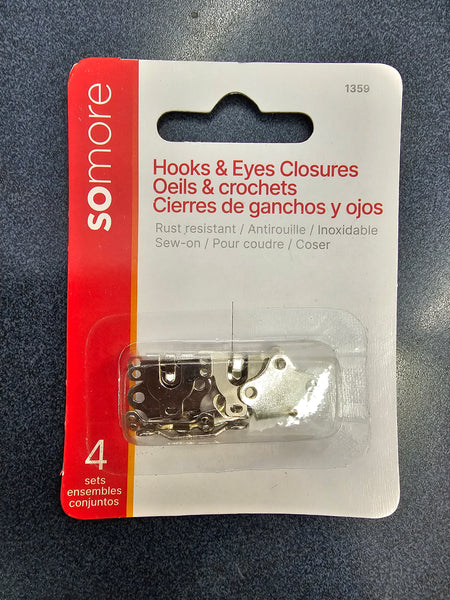 somore
1359
Hooks & Eyes Closures
Oeils & crochets
Cierres de ganchos y ojos
Rust resistant / Antirouille / Inoxidable
Sew-on / Pour coudre / Coser
4
sets
ensembles
conjuntos